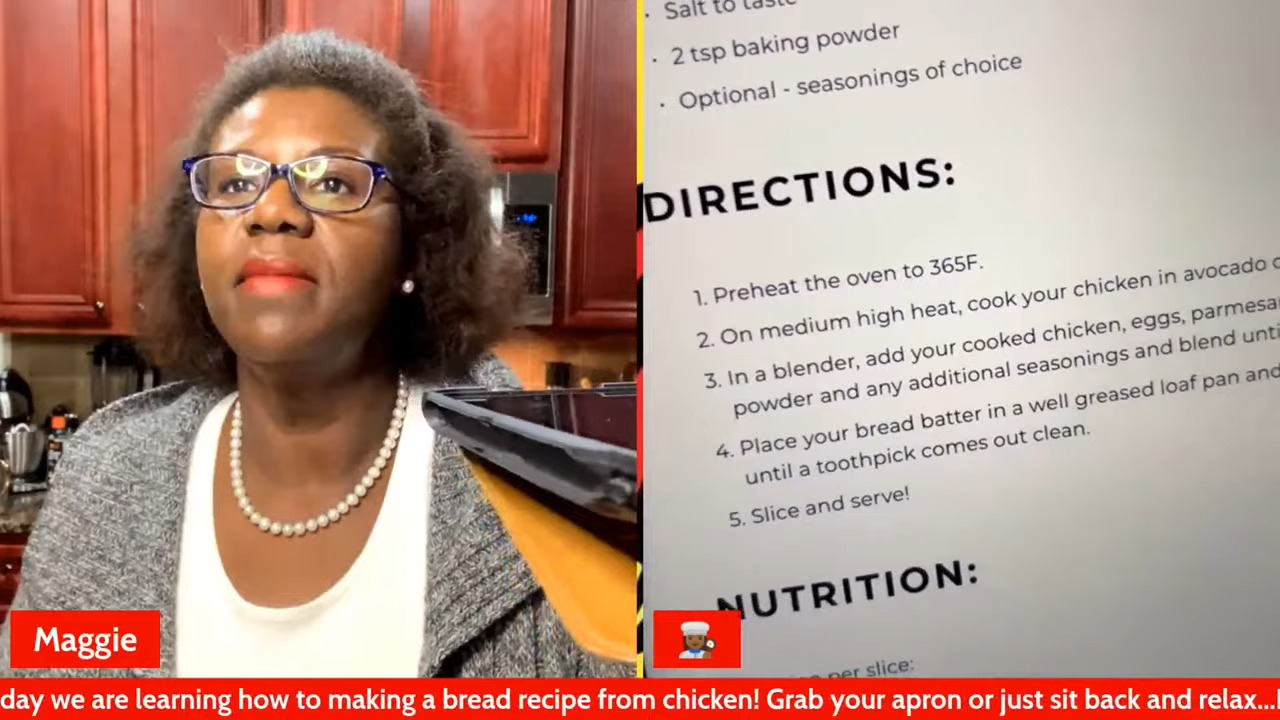 · Salt to taste
· 2 tsp baking powder
· Optional - seasonings of choice
DIRECTIONS:
1. Preheat the oven to 365F.
2. On medium high heat, cook your chicken in avocado
3. In a blender, add your cooked chicken, eggs,
powder and any additional seasonings and blend
4. Place your bread batter in a well greased loaf pan and
until a toothpick comes out clean.
5. Slice and serve!
NUTRITION:
per slice:
Maggie
day we are learning how to making a bread recipe from chicken! Grab your apron or just sit back and relax...